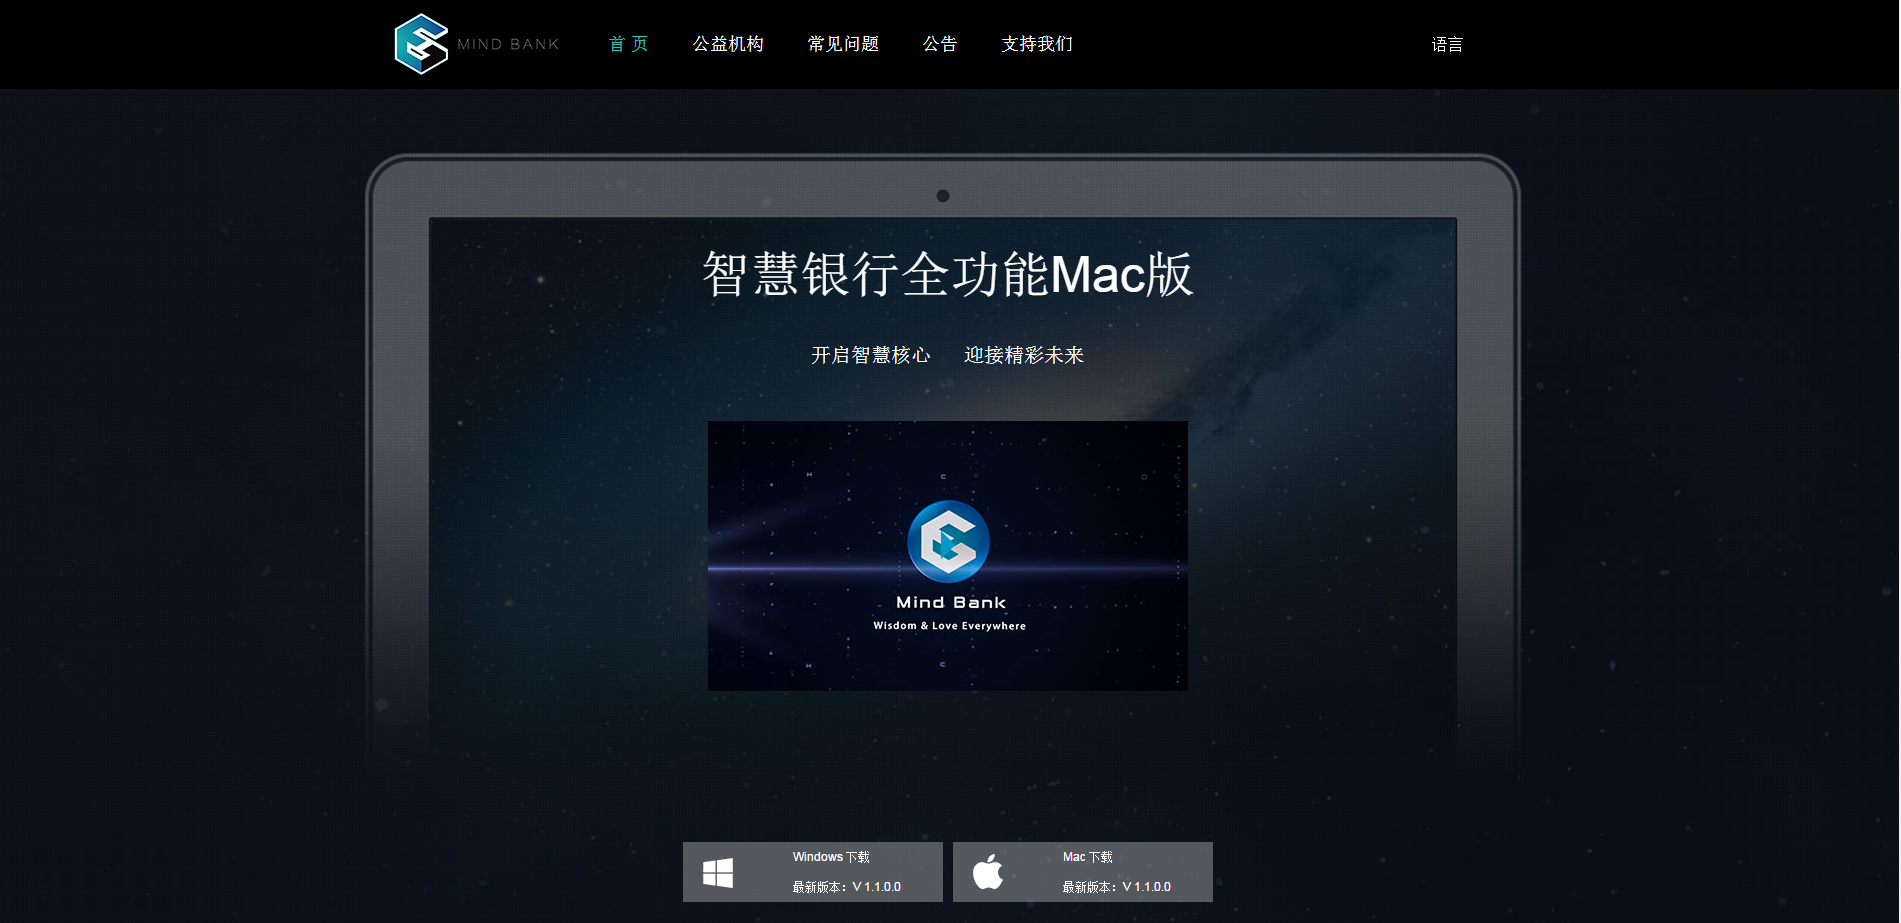 MIND BANK
首 页
公益机构
常见问题
公告
支持我们
语言
智慧银行全功能Mac版
开启智慧核心 迎接精彩未来
Mind Bank
Wisdom & Love Everywhere
Windows 下载
最新版本：V 1.1.0.0
Mac 下载
最新版本：V 1.1.0.0